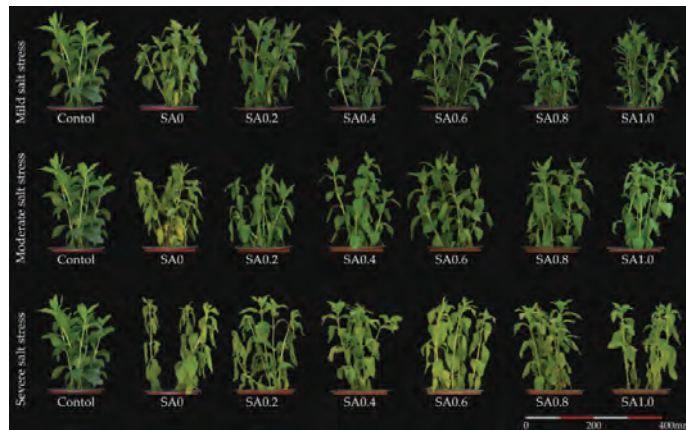 Mild salt stress
Contol SA0 SA0.2 SA0.4 SA0.6 SA0.8 SA1.0
Moderate salt stress
Contol SA0 SA0.2 SA0.4 SA0.6 SA0.8 SA1.0
Severe salt stress
Contol SA0 SA0.2 SA0.4 SA0.6 SA0.8 SA1.0
0 200 400mm